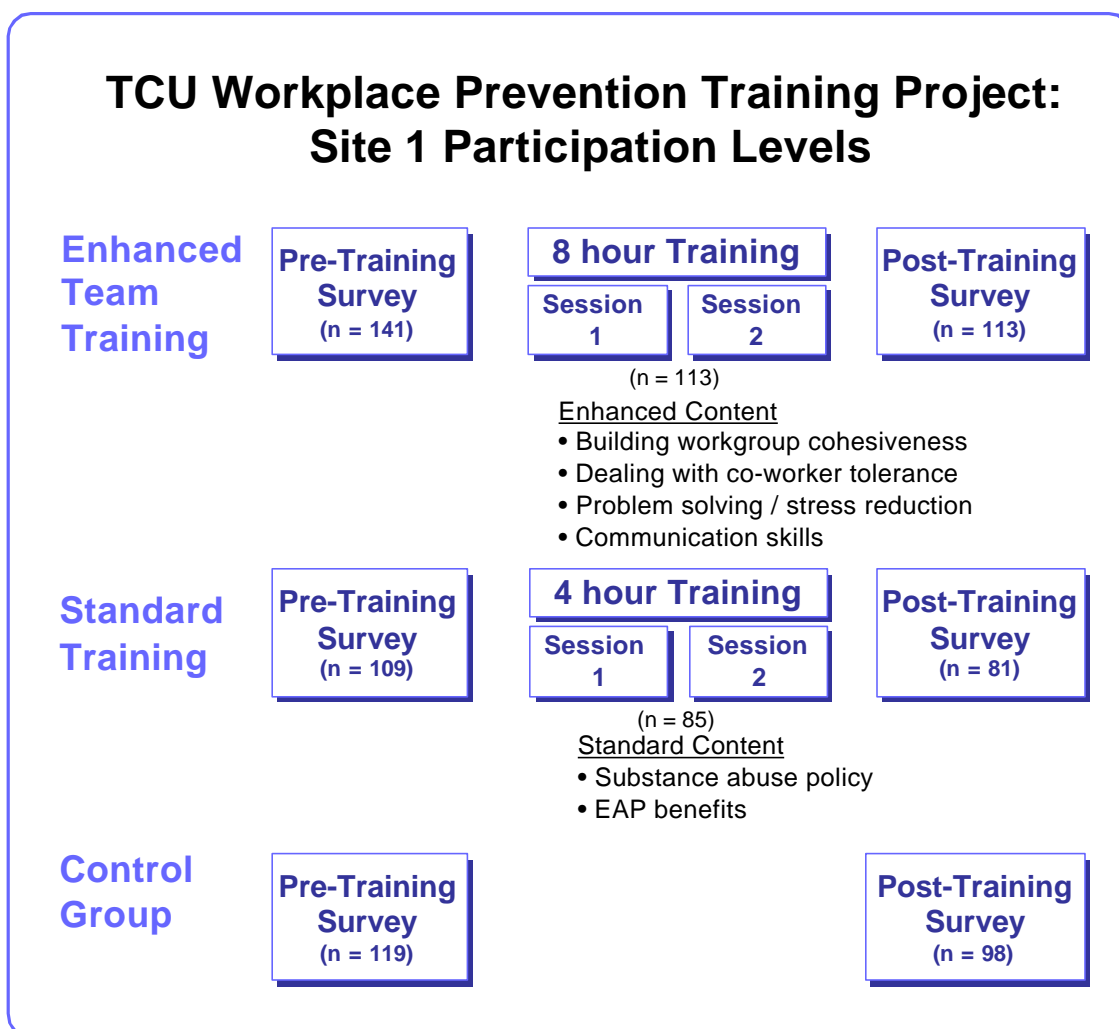 TCU Workplace Prevention Training Project:
Site 1 Participation Levels
Enhanced
Team
Training
Pre-Training
Survey
(n = 141)
8 hour Training
Session
1
Session
2
(n = 113)
Post-Training
Survey
(n = 113)
Enhanced Content
• Building workgroup cohesiveness
• Dealing with co-worker tolerance
• Problem solving / stress reduction
• Communication skills
Standard
Training
Pre-Training
Survey
(n = 109)
4 hour Training
Session
1
Session
2
(n = 85)
Post-Training
Survey
(n = 81)
Standard Content
• Substance abuse policy
• EAP benefits
Control
Group
Pre-Training
Survey
(n = 119)
Post-Training
Survey
(n = 98)